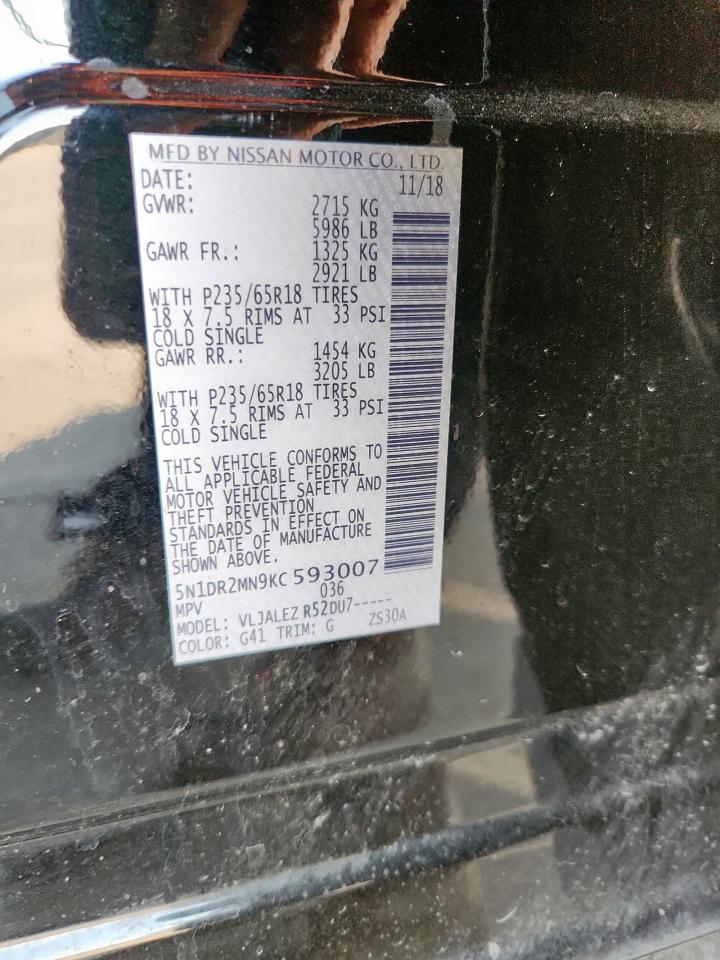 MFD BY NISSAN MOTOR CO., LTD.
DATE: 11/18
GVWR: 2715 KG
5986 LB
GAWR FR.: 1325 KG
2921 LB
WITH P235/65R18 TIRES
18 X 7.5 RIMS AT 33 PSI
COLD SINGLE
GAWR RR.: 1454 KG
3205 LB
WITH P235/65R18 TIRES
18 X 7.5 RIMS AT 33 PSI
COLD SINGLE
THIS VEHICLE CONFORMS TO
ALL APPLICABLE FEDERAL
MOTOR VEHICLE SAFETY AND
THEFT PREVENTION
STANDARDS IN EFFECT ON
THE DATE OF MANUFACTURE
SHOWN ABOVE.
5N1DR2MN9KC593007
MPV 036
MODEL: VLJALEZ R52DU7-----
COLOR: G41 TRIM: G ZS30A